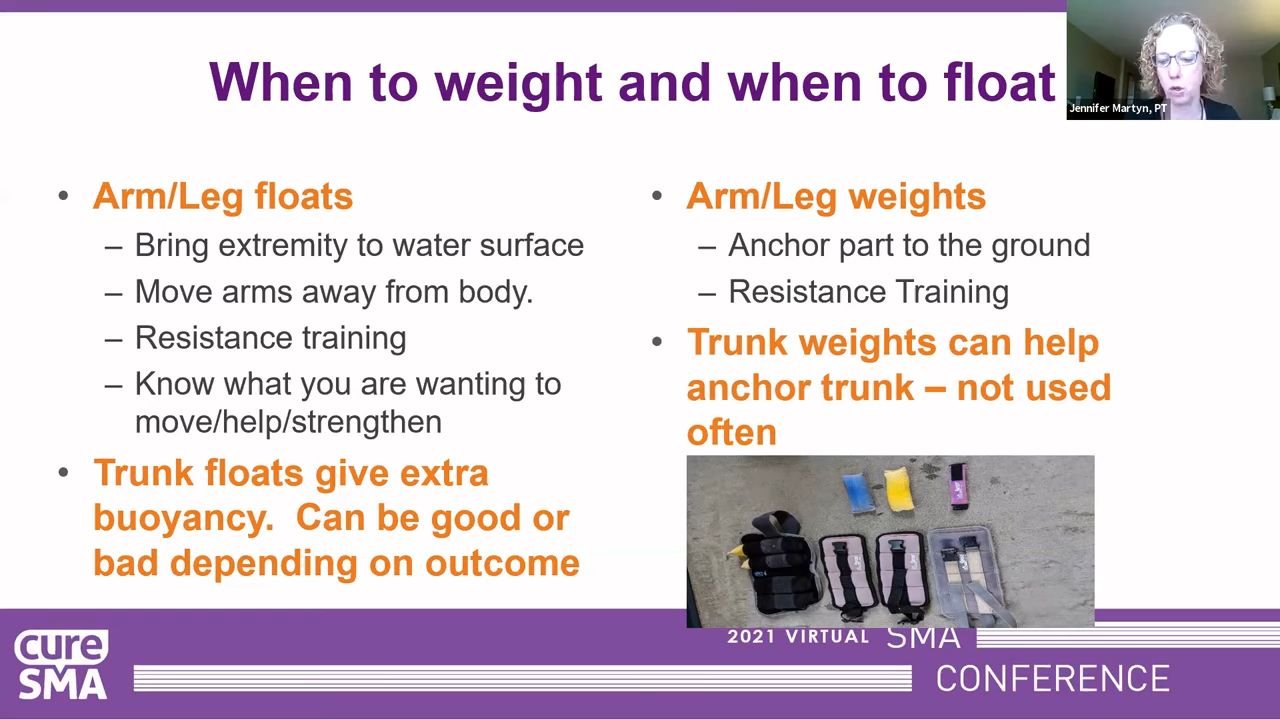 When to weight and when to float
Jennifer Martyn, PT
• Arm/Leg floats
– Bring extremity to water surface
– Move arms away from body.
– Resistance training
– Know what you are wanting to
move/help/strengthen
• Trunk floats give extra
buoyancy. Can be good or
bad depending on outcome
• Arm/Leg weights
– Anchor part to the ground
– Resistance Training
• Trunk weights can help
anchor trunk – not used
often
cure
SMA
2021 VIRTUAL SMA
CONFERENCE